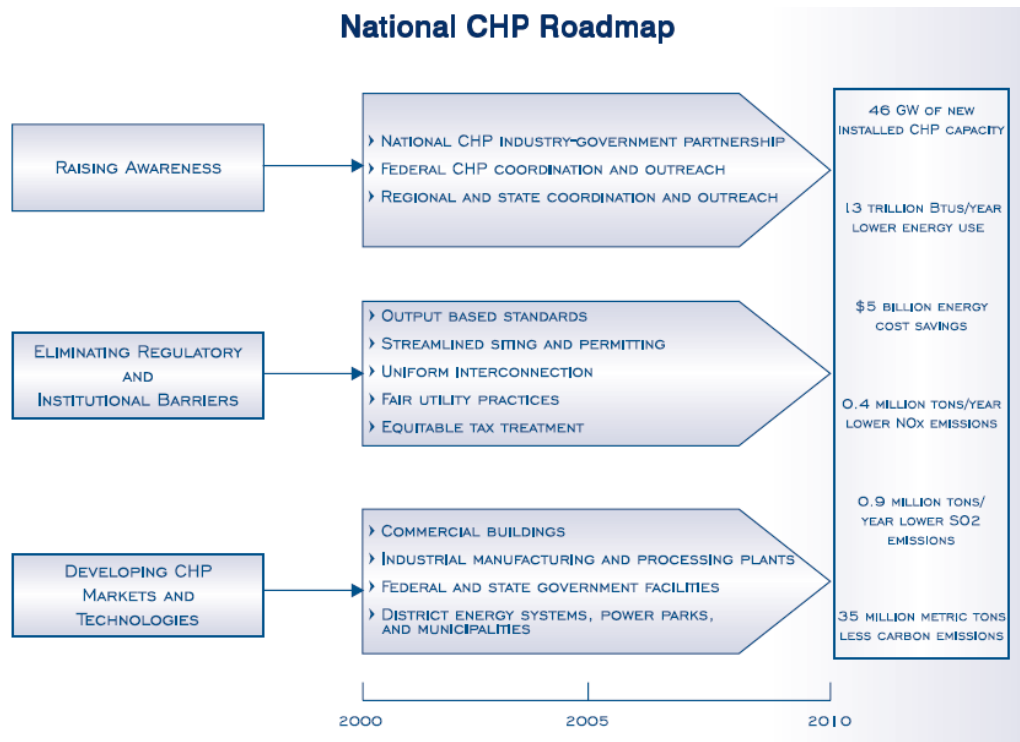 National CHP Roadmap
RAISING AWARENESS
› NATIONAL CHP INDUSTRY-GOVERNMENT PARTNERSHIP
› FEDERAL CHP COORDINATION AND OUTREACH
› REGIONAL AND STATE COORDINATION AND OUTREACH
ELIMINATING REGULATORY
AND
INSTITUTIONAL BARRIERS
› OUTPUT BASED STANDARDS
› STREAMLINED SITING AND PERMITTING
› UNIFORM INTERCONNECTION
› FAIR UTILITY PRACTICES
› EQUITABLE TAX TREATMENT
DEVELOPING CHP
MARKETS AND
TECHNOLOGIES
› COMMERCIAL BUILDINGS
› INDUSTRIAL MANUFACTURING AND PROCESSING PLANTS
› FEDERAL AND STATE GOVERNMENT FACILITIES
› DISTRICT ENERGY SYSTEMS, POWER PARKS,
AND MUNICIPALITIES
46 GW OF NEW
INSTALLED CHP CAPACITY
1.3 TRILLION BTUS/YEAR
LOWER ENERGY USE
$5 BILLION ENERGY
COST SAVINGS
0.4 MILLION TONS/YEAR
LOWER NOX EMISSIONS
0.9 MILLION TONS/
YEAR LOWER SO2
EMISSIONS
35 MILLION METRIC TONS
LESS CARBON EMISSIONS
2000
2005
2010